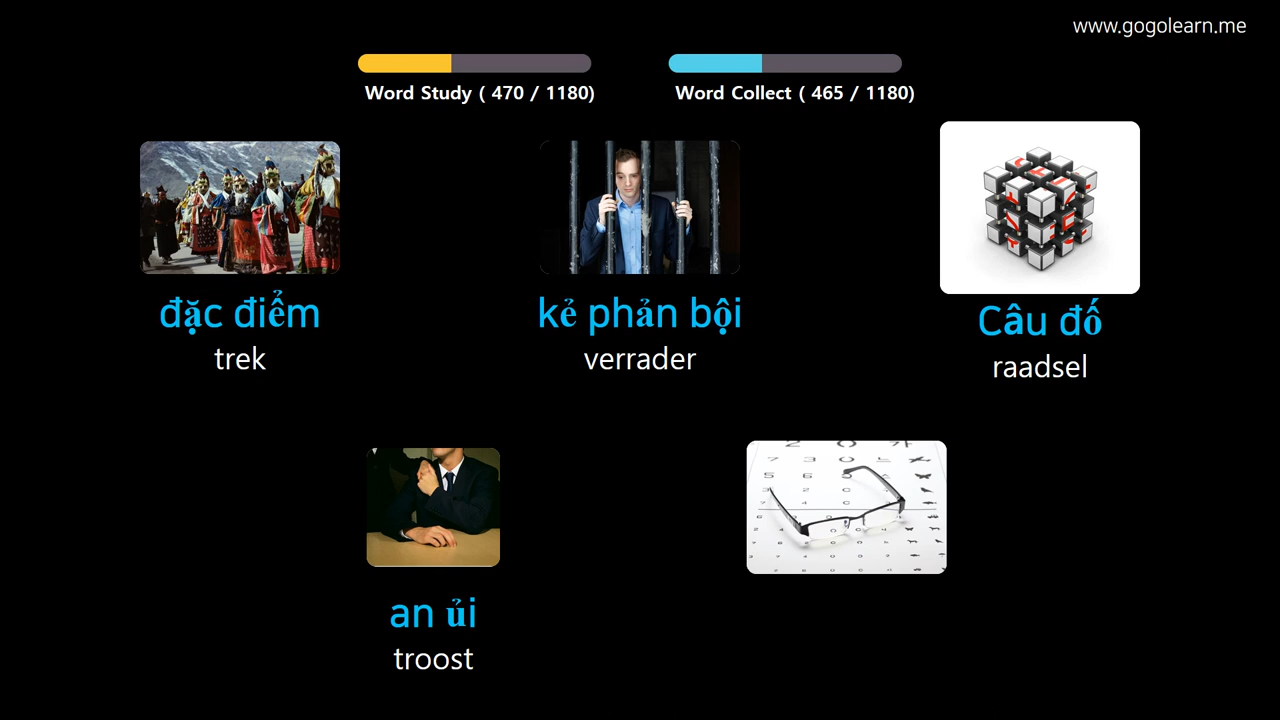 www.gogolearn.me
Word Study ( 470 / 1180)
Word Collect ( 465 / 1180)
đặc điểm
trek
kẻ phản bội
verrader
Câu đố
raadsel
an ủi
troost